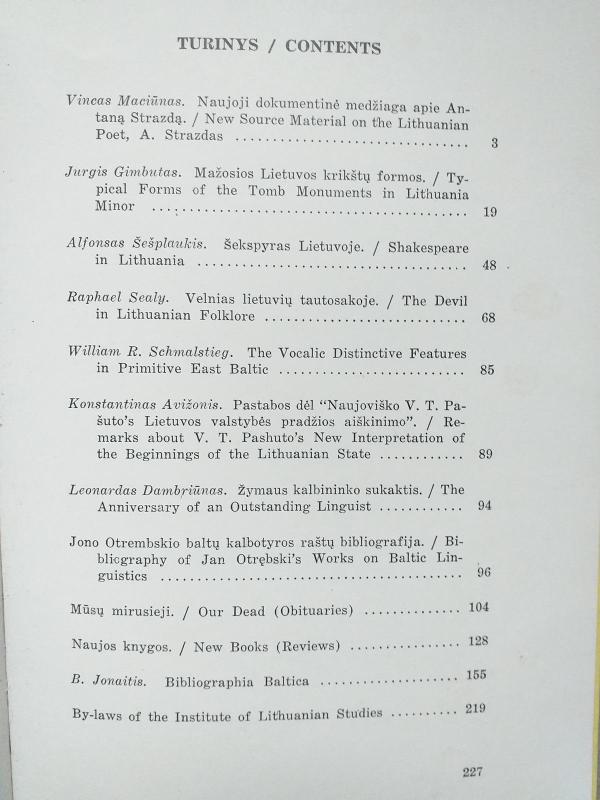 TURINYS / CONTENTS
Vincas Maciūnas. Naujoji dokumentinė medžiaga apie An-
taną Strazdą. / New Source Material on the Lithuanian
Poet, A. Strazdas ............................... 3
Jurgis Gimbutas. Mažosios Lietuvos krikštų formos. / Ty-
pical Forms of the Tomb Monuments in Lithuania
Minor .......................................... 19
Alfonsas Šešplaukis. Šekspyras Lietuvoje. / Shakespeare
in Lithuania .................................... 48
Raphael Sealy. Velnias lietuvių tautosakoje. / The Devil
in Lithuanian Folklore ........................... 68
William R. Schmalstieg. The Vocalic Distinctive Features
in Primitive East Baltic ......................... 85
Konstantinas Avižonis. Pastabos dėl “Naujoviško V. T. Pa-
šuto's Lietuvos valstybės pradžios aiškinimo”. / Re-
marks about V. T. Pashuto's New Interpretation of
the Beginnings of the Lithuanian State ............ 89
Leonardas Dambriūnas. Žymaus kalbininko sukaktis. / The
Anniversary of an Outstanding Linguist ............ 94
Jono Otrembskio baltų kalbotyros raštų bibliografija. / Bi-
bliography of Jan Otrębski's Works on Baltic Lin-
guistics ........................................ 96
Mūsų mirusieji. / Our Dead (Obituaries) ............. 104
Naujos knygos. / New Books (Reviews) ............... 128
B. Jonaitis. Bibliographia Baltica ................... 155
By-laws of the Institute of Lithuanian Studies .......... 219
227